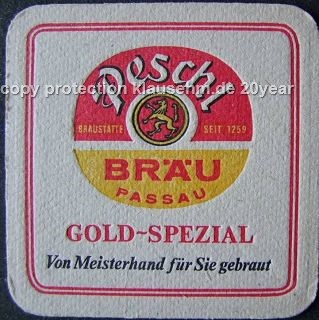 Peschl
copy protection klausehm.de 20year
BRAUSTÄTTE SEIT 1259
BRÄU
PASSAU
GOLD-SPEZIAL
Von Meisterhand für Sie gebraut